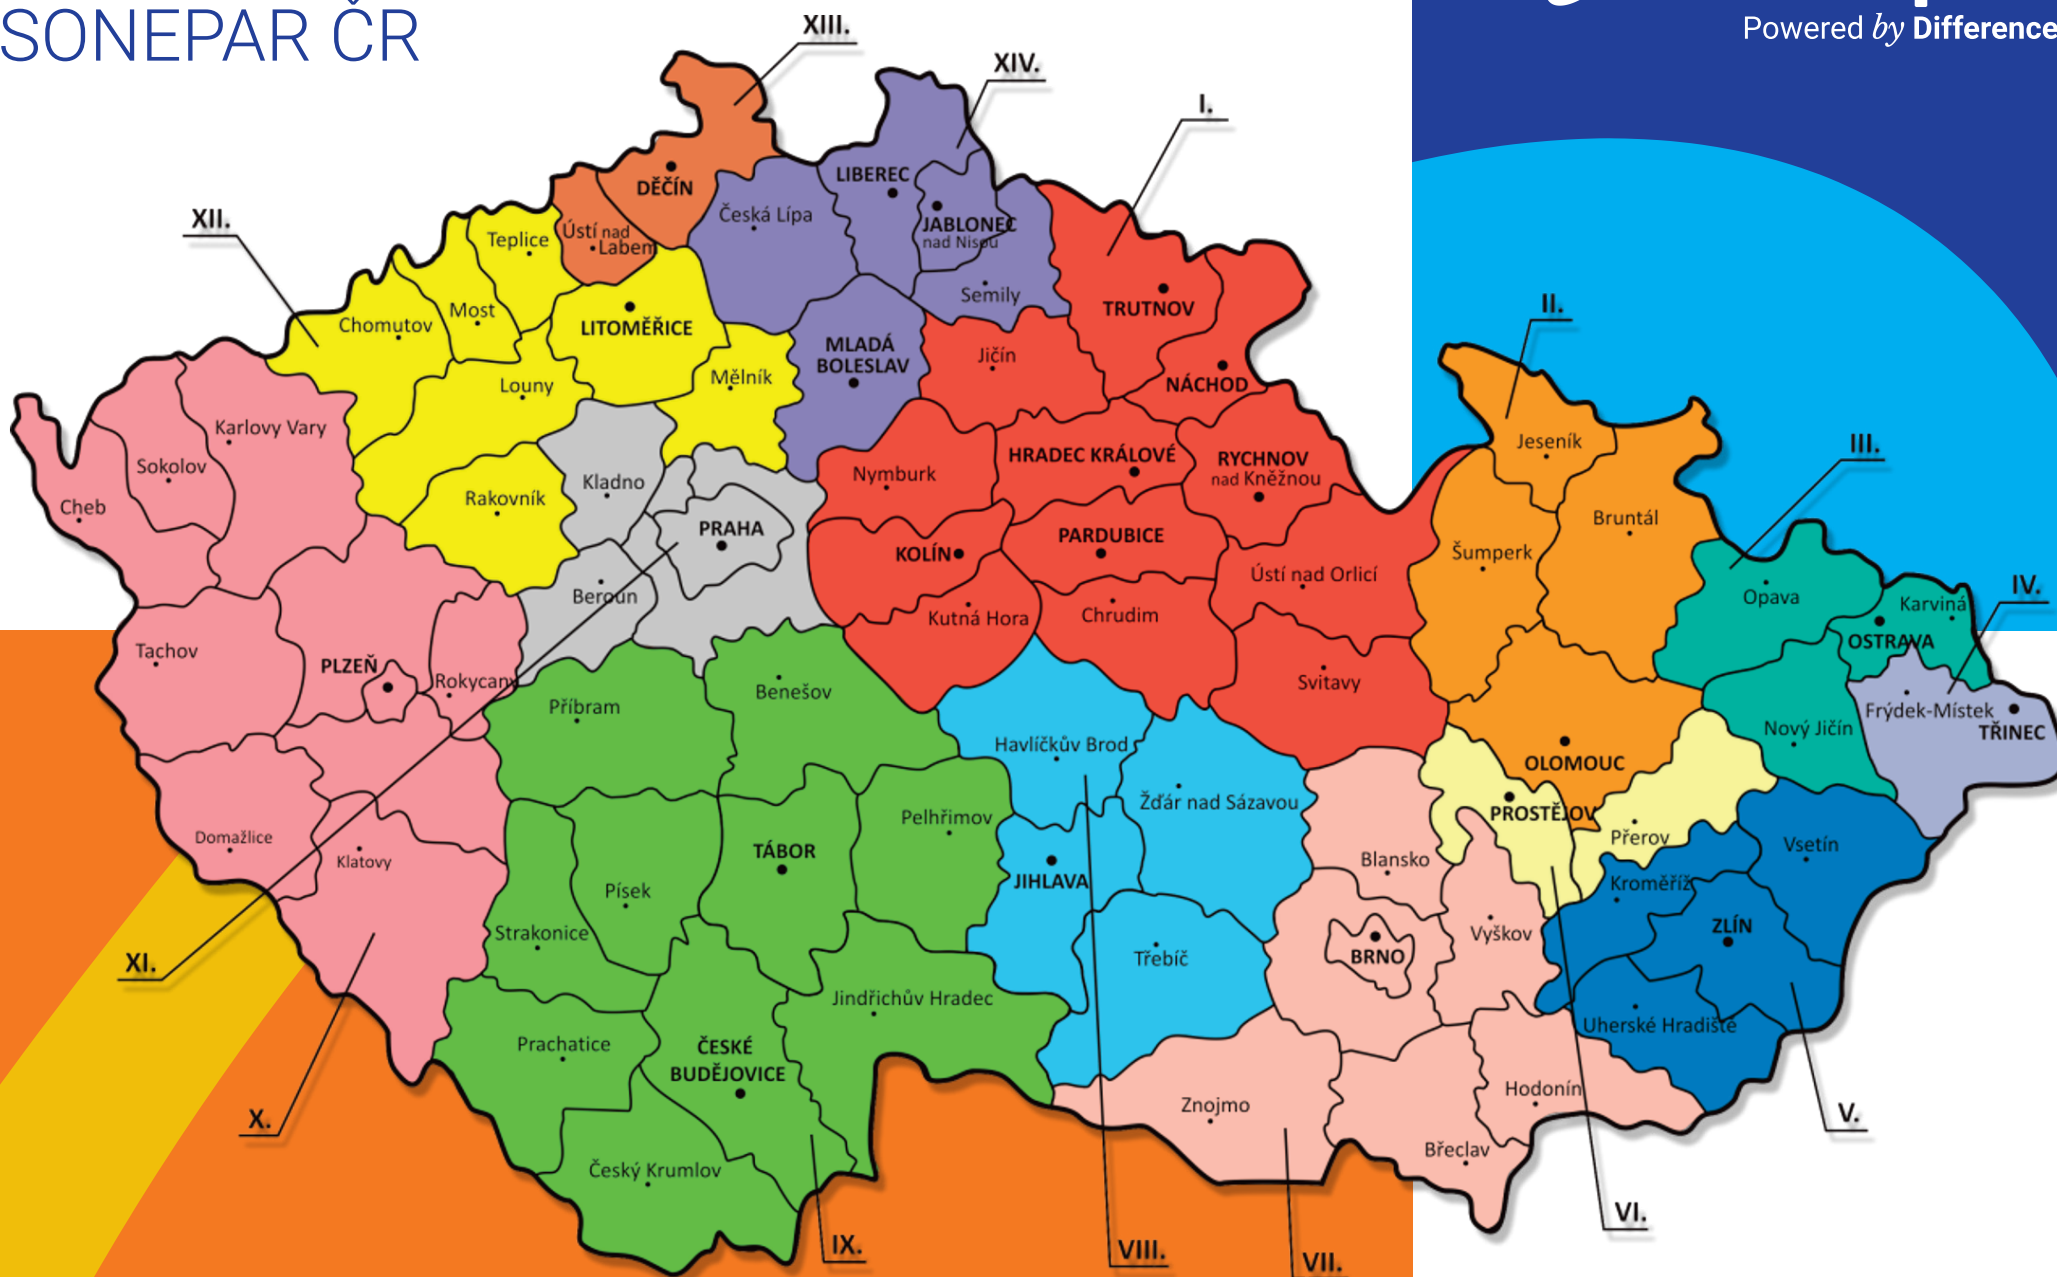 SONEPAR ČR
Powered by Difference
XIII.
XIV.
I.
XII.
II.
III.
IV.
DĚČÍN
LIBEREC
Česká Lípa
JABLONEC
nad Nisou
Ústí nad
Labem
Teplice
Semily
Most
Chomutov
LITOMĚŘICE
TRUTNOV
MLADÁ
BOLESLAV
Jičín
Mělník
Louny
NÁCHOD
Karlovy Vary
Jeseník
HRADEC KRÁLOVÉ
RYCHNOV
nad Kněžnou
Sokolov
Nymburk
Kladno
Rakovník
Cheb
Bruntál
PRAHA
PARDUBICE
KOLÍN
Šumperk
Ústí nad Orlicí
Beroun
Opava
Karviná
Kutná Hora
Chrudim
OSTRAVA
Tachov
PLZEŇ
Rokycany
Svitavy
Benešov
Příbram
Frýdek-Místek
TŘINEC
Nový Jičín
Havlíčkův Brod
OLOMOUC
Žďár nad Sázavou
PROSTĚJOV
Pelhřimov
Domažlice
Přerov
Vsetín
TÁBOR
Klatovy
Blansko
JIHLAVA
Kroměříž
Písek
ZLÍN
Strakonice
Vyškov
BRNO
Třebíč
XI.
Jindřichův Hradec
Uherské Hradiště
Prachatice
ČESKÉ
BUDĚJOVICE
Hodonín
Znojmo
X.
V.
Břeclav
Český Krumlov
VI.
IX.
VIII.
VII.